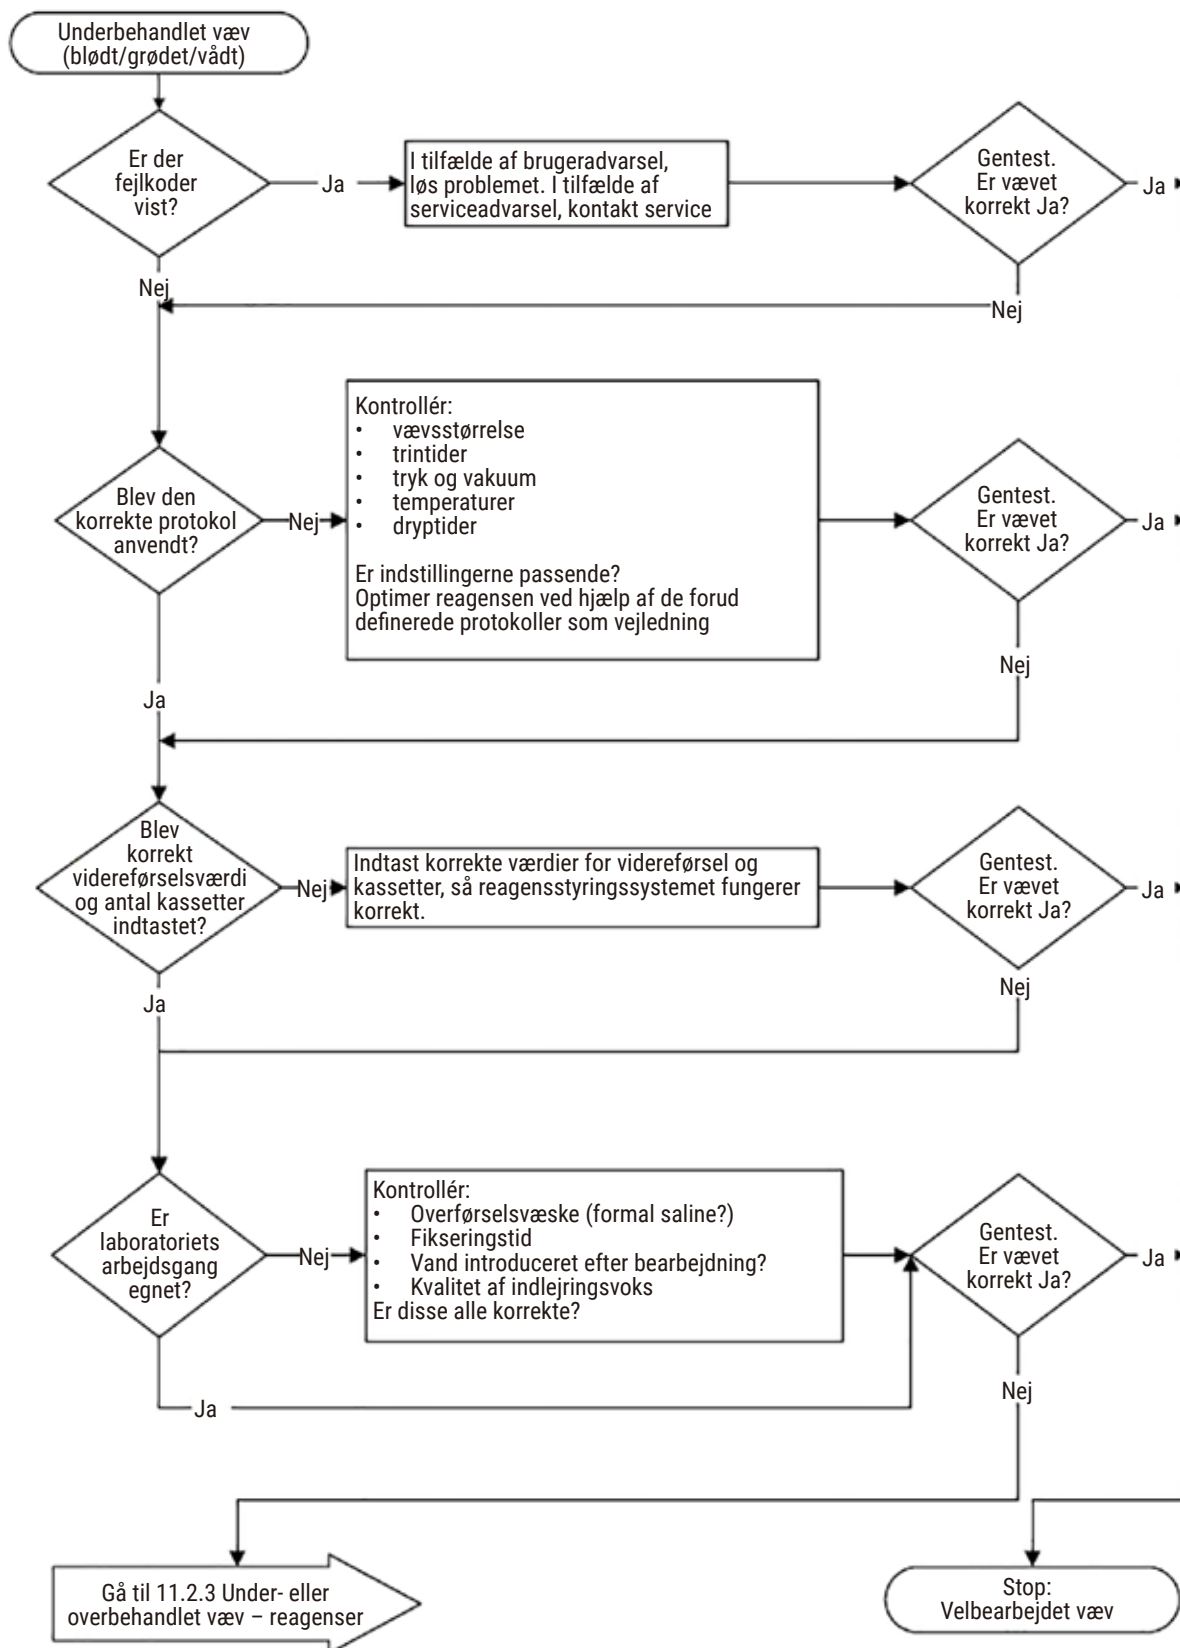 Underbehandlet væv
(blødt/grødet/vådt)
Er der
fejlkoder
vist?
Ja
I tilfælde af brugeradvarsel,
løs problemet. I tilfælde af
serviceadvarsel, kontakt service
Gentest.
Er vævet
korrekt Ja?
Ja
Nej
Nej
Blev den
korrekte protokol
anvendt?
Nej
Kontrollér:
• vævsstørrelse
• trintider
• tryk og vakuum
• temperaturer
• dryptider
Er indstillingerne passende?
Optimer reagensen ved hjælp af de forud
definerede protokoller som vejledning
Gentest.
Er vævet
korrekt Ja?
Ja
Nej
Ja
Blev
korrekt
videreførselsværdi
og antal kassetter
indtastet?
Nej
Indtast korrekte værdier for videreførsel og
kassetter, så reagensstyringssystemet fungerer
korrekt.
Gentest.
Er vævet
korrekt Ja?
Ja
Nej
Ja
Er
laboratoriets
arbejdsgang
egnet?
Nej
Kontrollér:
• Overførselsvæske (formal saline?)
• Fikseringstid
• Vand introduceret efter bearbejdning?
• Kvalitet af indlejringsvoks
Er disse alle korrekte?
Gentest.
Er vævet
korrekt Ja?
Ja
Nej
Ja
Gå til 11.2.3 Under- eller
overbehandlet væv – reagenser
Stop:
Velbearbejdet væv